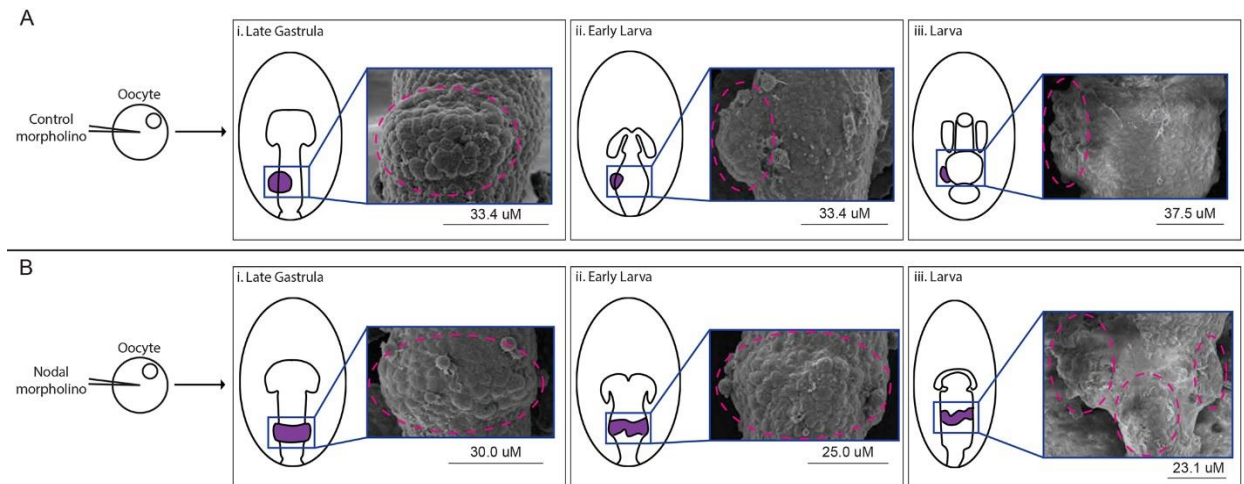 A
i. Late Gastrula
ii. Early Larva
iii. Larva
Oocyte
Control
morpholino
33.4 uM
33.4 uM
37.5 uM
B
i. Late Gastrula
ii. Early Larva
iii. Larva
Oocyte
Nodal
morpholino
30.0 uM
25.0 uM
23.1 uM